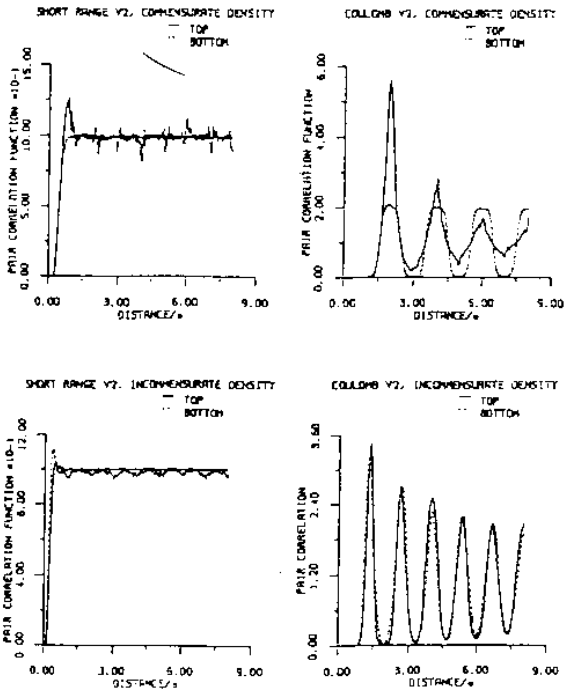 SHORT RANGE V2, COMMENSURATE DENSITY
TOP
BOTTOM
PAIR CORRELATION FUNCTION *10-1
15.00
10.00
5.00
0.00
0.00 3.00 6.00 9.00
DISTANCE/
COULOMB V2, COMMENSURATE DENSITY
TOP
BOTTOM
PAIR CORRELATION FUNCTION
6.00
4.00
2.00
0.00
0.00 3.00 6.00 9.00
DISTANCE/
SHORT RANGE V2, INCOMMENSURATE DENSITY
TOP
BOTTOM
PAIR CORRELATION FUNCTION *10-1
12.00
8.00
4.00
0.00
0.00 3.00 6.00 9.00
DISTANCE/
COULOMB V2, INCOMMENSURATE DENSITY
TOP
BOTTOM
PAIR CORRELATION
3.60
2.40
1.20
0.00
0.00 3.00 6.00 9.00
DISTANCE/